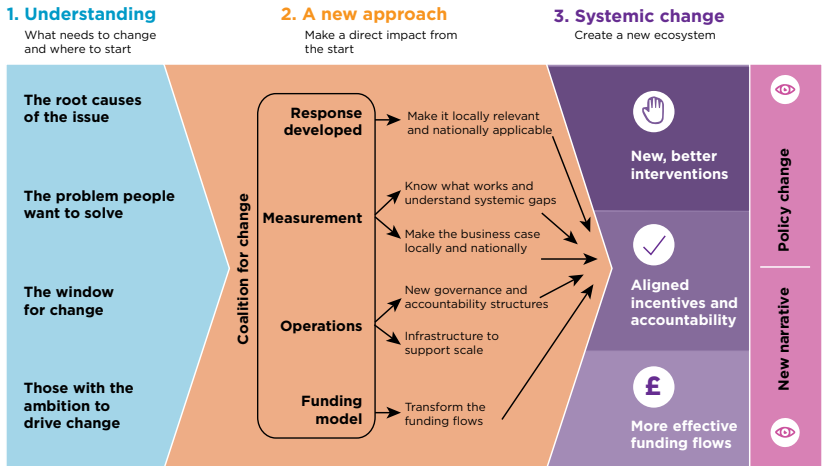 1. Understanding
What needs to change
and where to start
2. A new approach
Make a direct impact from
the start
3. Systemic change
Create a new ecosystem
The root causes
of the issue
The problem people
want to solve
The window
for change
Those with the
ambition to
drive change
Coalition for change
Response
developed
Make it locally relevant
and nationally applicable
Measurement
Know what works and
understand systemic gaps
Make the business case
locally and nationally
Operations
New governance and
accountability structures
Infrastructure to
support scale
Funding
model
Transform the
funding flows
New, better
interventions
Aligned
incentives and
accountability
£
More effective
funding flows
Policy change
New narrative